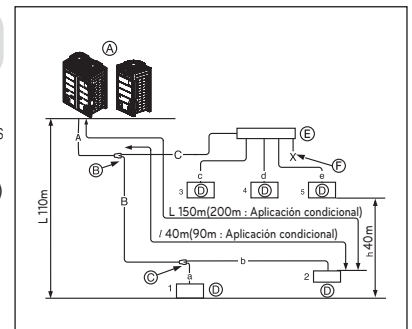 Ⓐ
A
Ⓔ
C
Ⓑ
X
Ⓕ
c
d
e
3 Ⓓ
4 Ⓓ
5 Ⓓ
L 150m(200m : Aplicación condicional)
l 40m(90m : Aplicación condicional)
L 110m
h 40m
B
Ⓒ
b
a
1
Ⓓ
2
Ⓓ
s
)